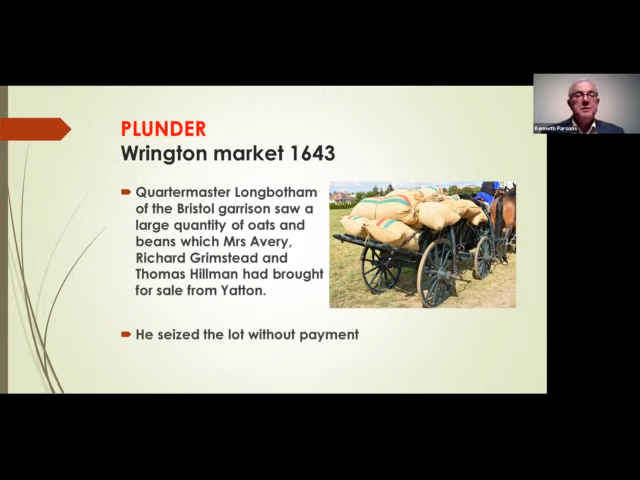 PLUNDER
Wrington market 1643
Quartermaster Longbotham
of the Bristol garrison saw a
large quantity of oats and
beans which Mrs Avery,
Richard Grimstead and
Thomas Hillman had brought
for sale from Yatton.
He seized the lot without payment
Kenneth Parsons